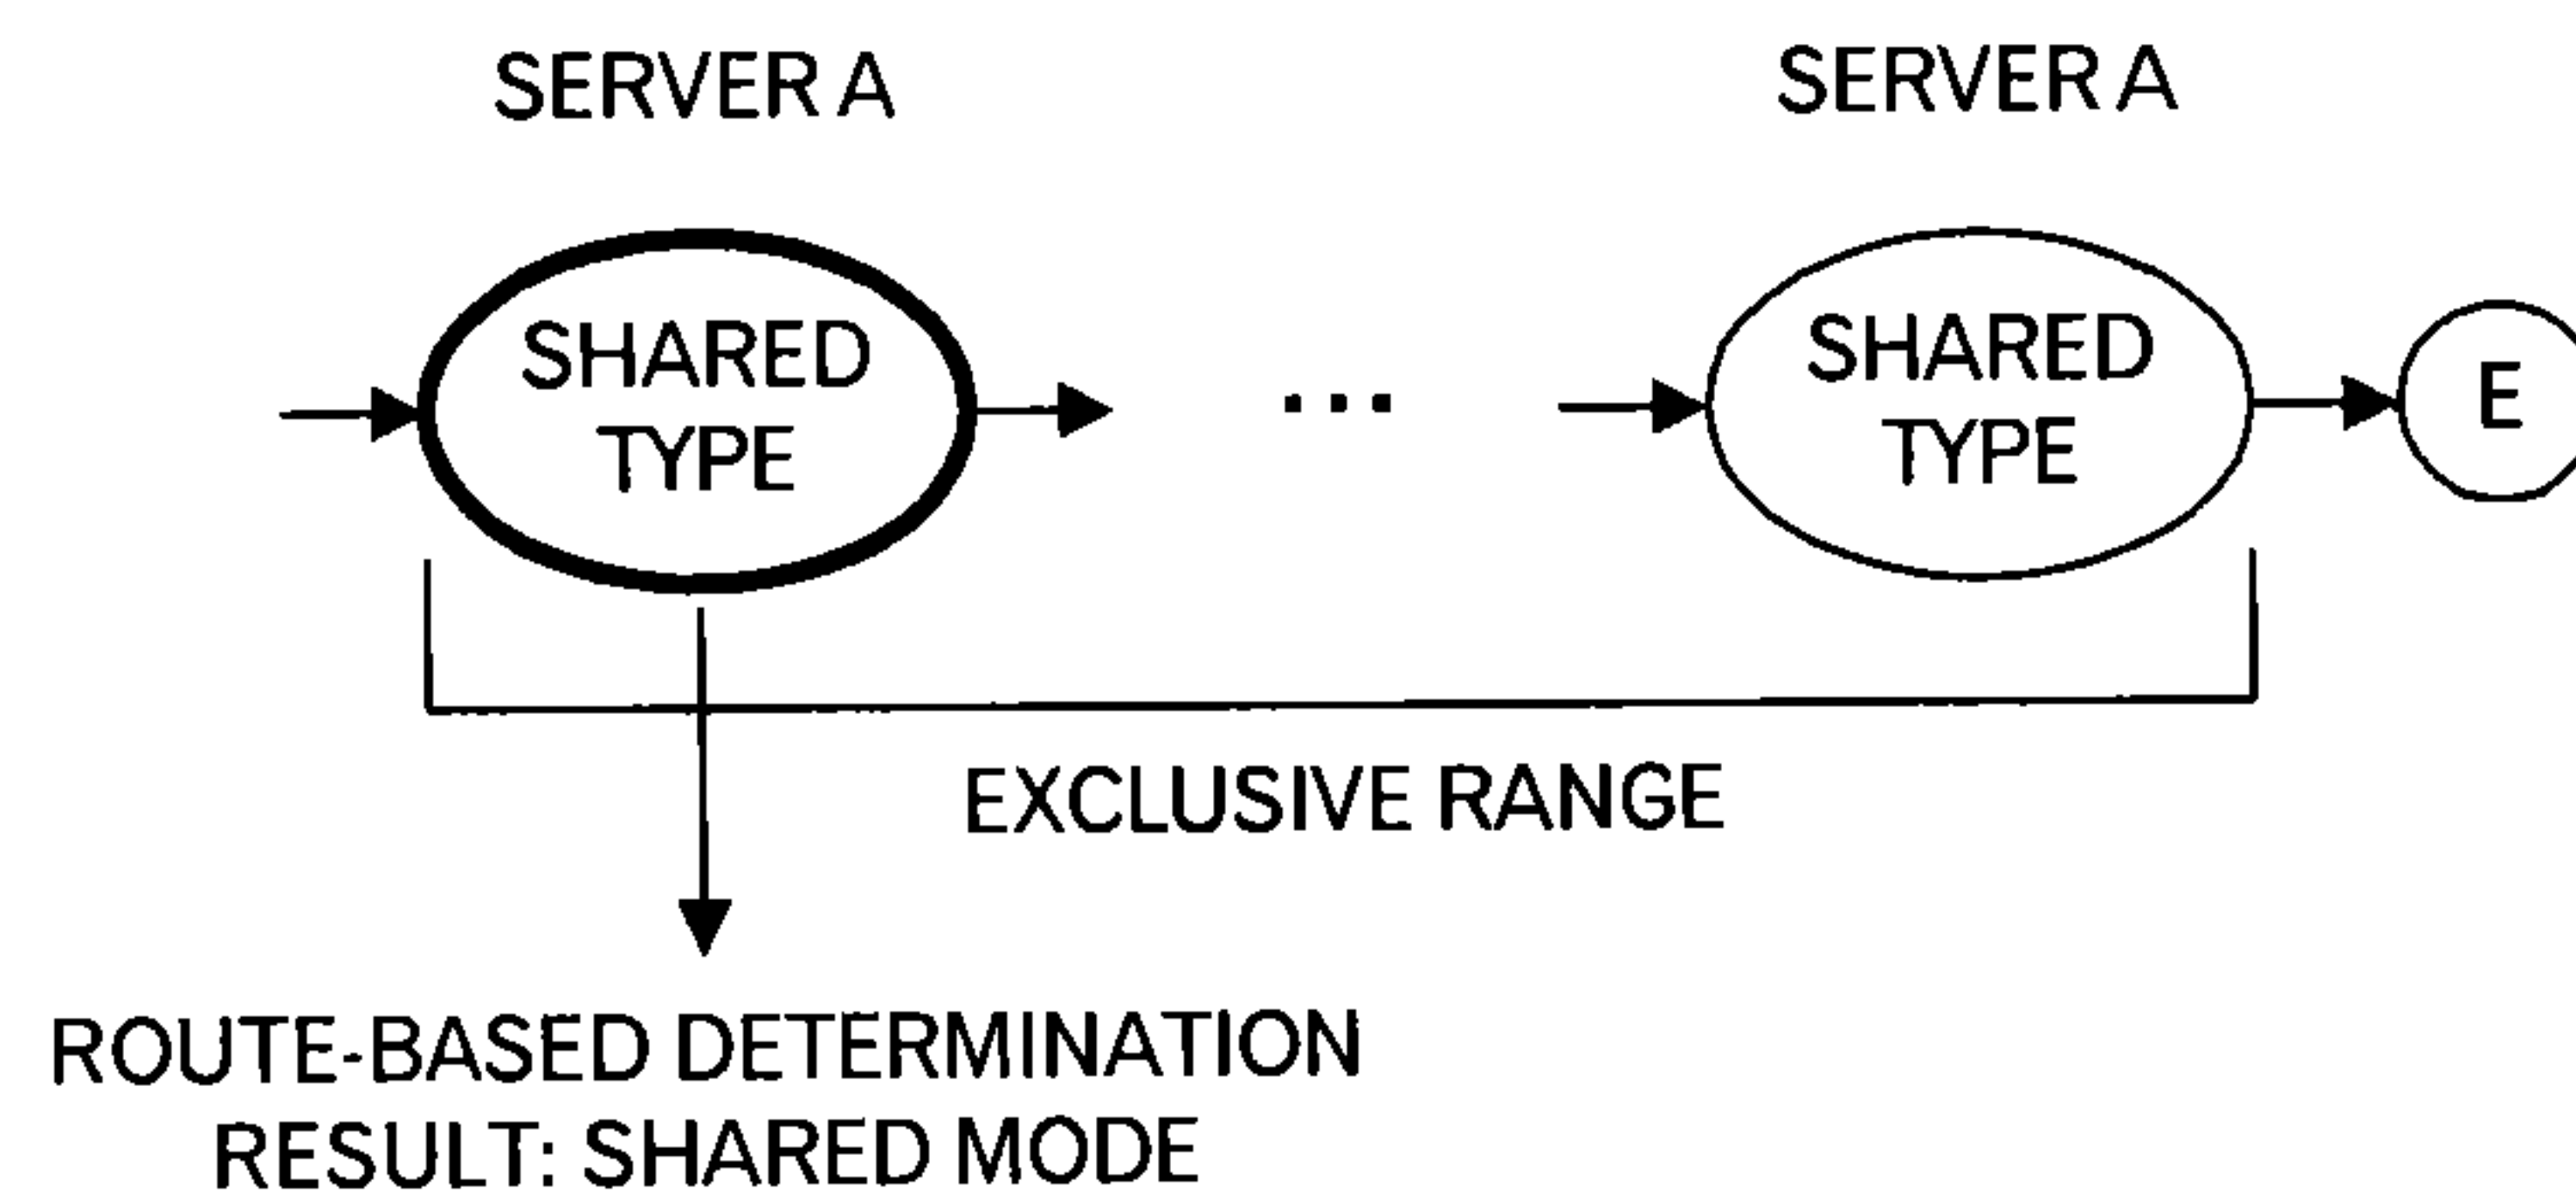 SERVER A
SERVER A
SHARED
TYPE
...
SHARED
TYPE
E
EXCLUSIVE RANGE
ROUTE-BASED DETERMINATION
RESULT: SHARED MODE